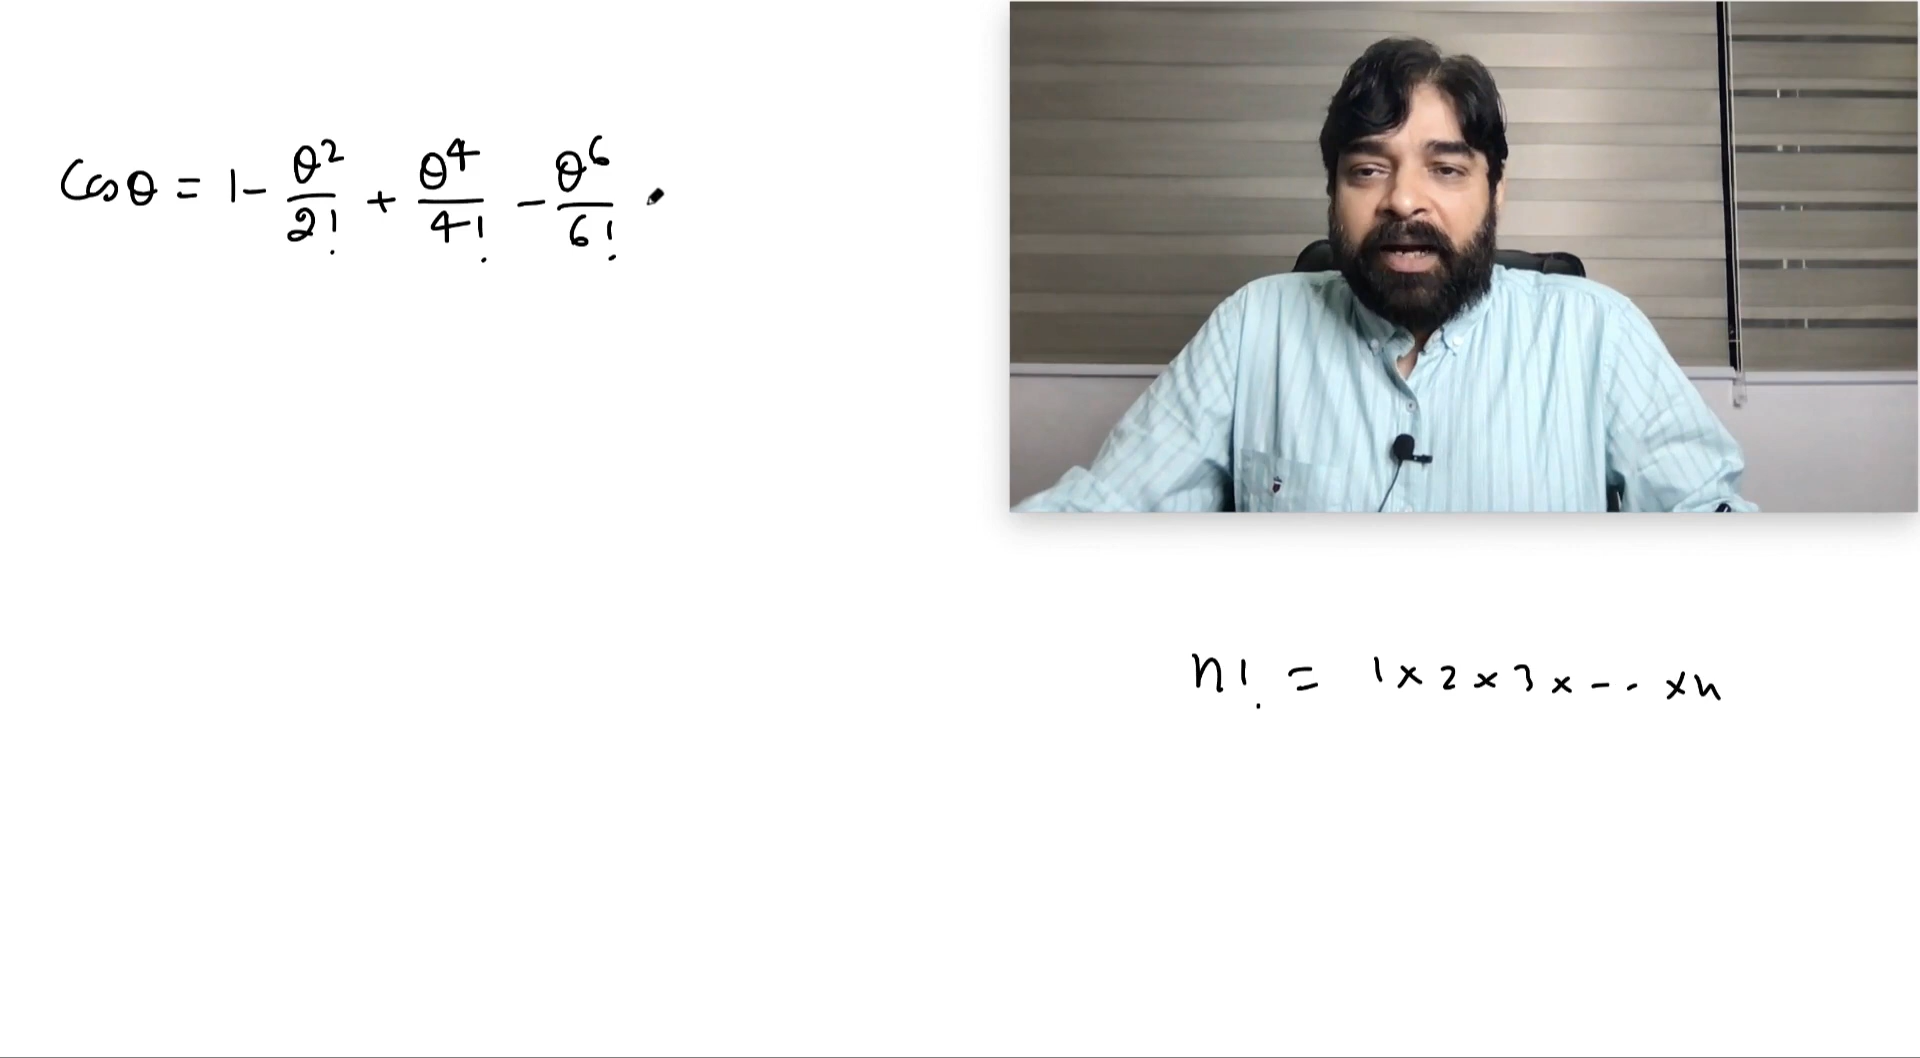 Cosθ = 1 - θ²/2! + θ⁴/4! - θ⁶/6!
n! = 1 × 2 × 3 × - - × n